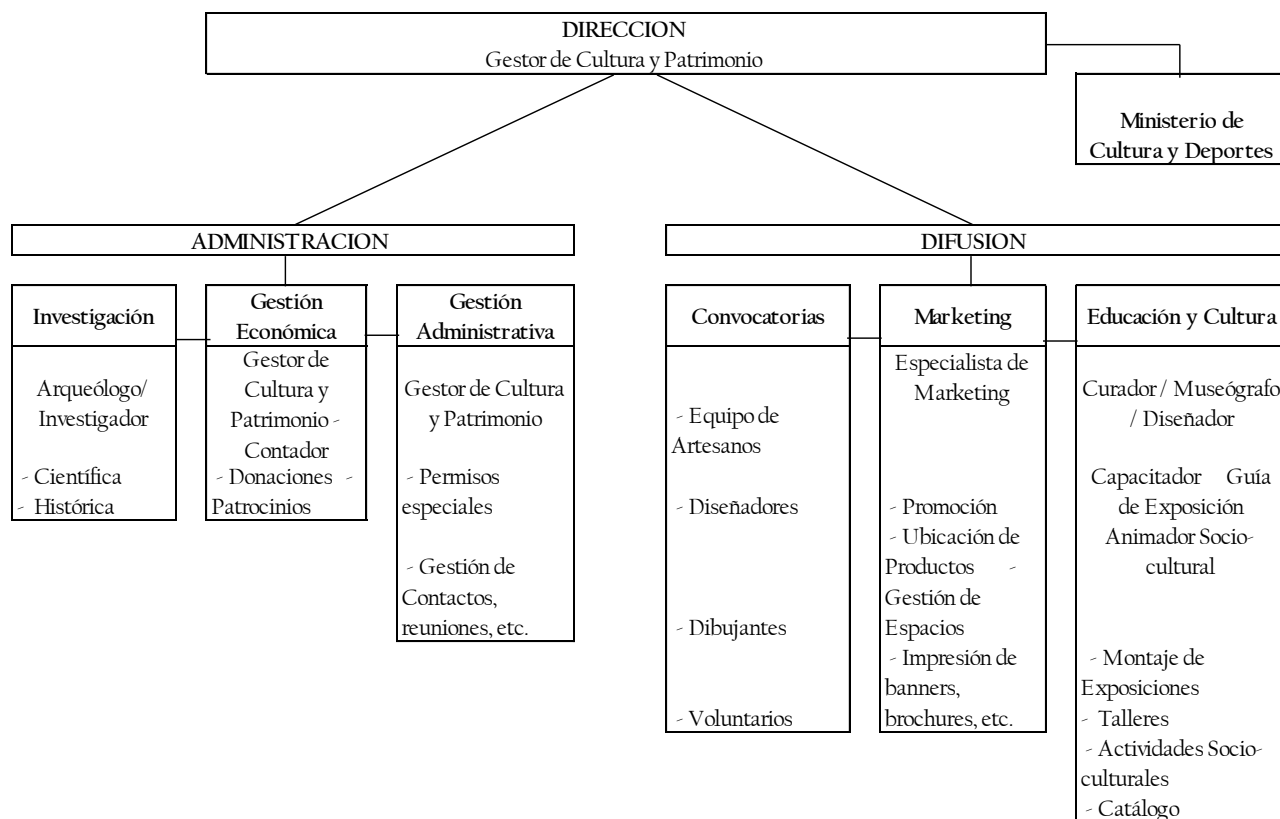 DIRECCION
Gestor de Cultura y Patrimonio
Ministerio de
Cultura y Deportes
ADMINISTRACION
DIFUSION
Investigación
Arqueólogo/
Investigador
- Científica
- Histórica
Gestión
Económica
Gestor de
Cultura y
Patrimonio -
Contador
- Donaciones -
Patrocinios
Gestión
Administrativa
Gestor de Cultura
y Patrimonio
- Permisos
especiales
- Gestión de
Contactos,
reuniones, etc.
Convocatorias
- Equipo de
Artesanos
- Diseñadores
- Dibujantes
- Voluntarios
Marketing
Especialista de
Marketing
- Promoción
- Ubicación de
Productos -
Gestión de
Espacios
- Impresión de
banners,
brochures, etc.
Educación y Cultura
Curador / Museógrafo
/ Diseñador
Capacitador Guía
de Exposición
Animador Socio-
cultural
- Montaje de
Exposiciones
- Talleres
- Actividades Socio-
culturales
- Catálogo